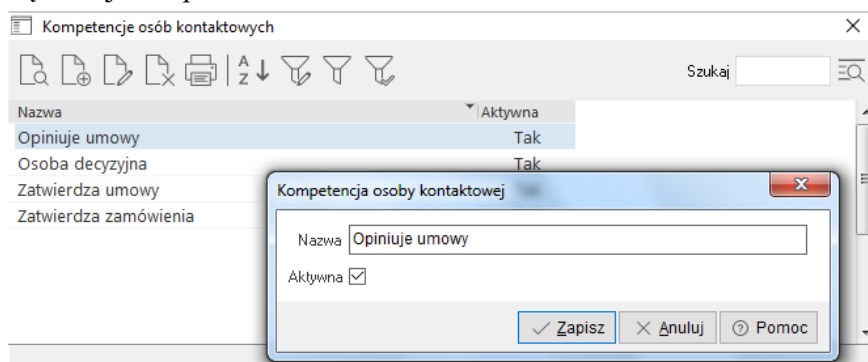 Kompetencje osób kontaktowych
Szukaj
Nazwa Aktywna
Opiniuje umowy Tak
Osoba decyzyjna Tak
Zatwierdza umowy
Zatwierdza zamówienia
Kompetencja osoby kontaktowej
Nazwa Opiniuje umowy
Aktywna
Zapisz Anuluj Pomoc